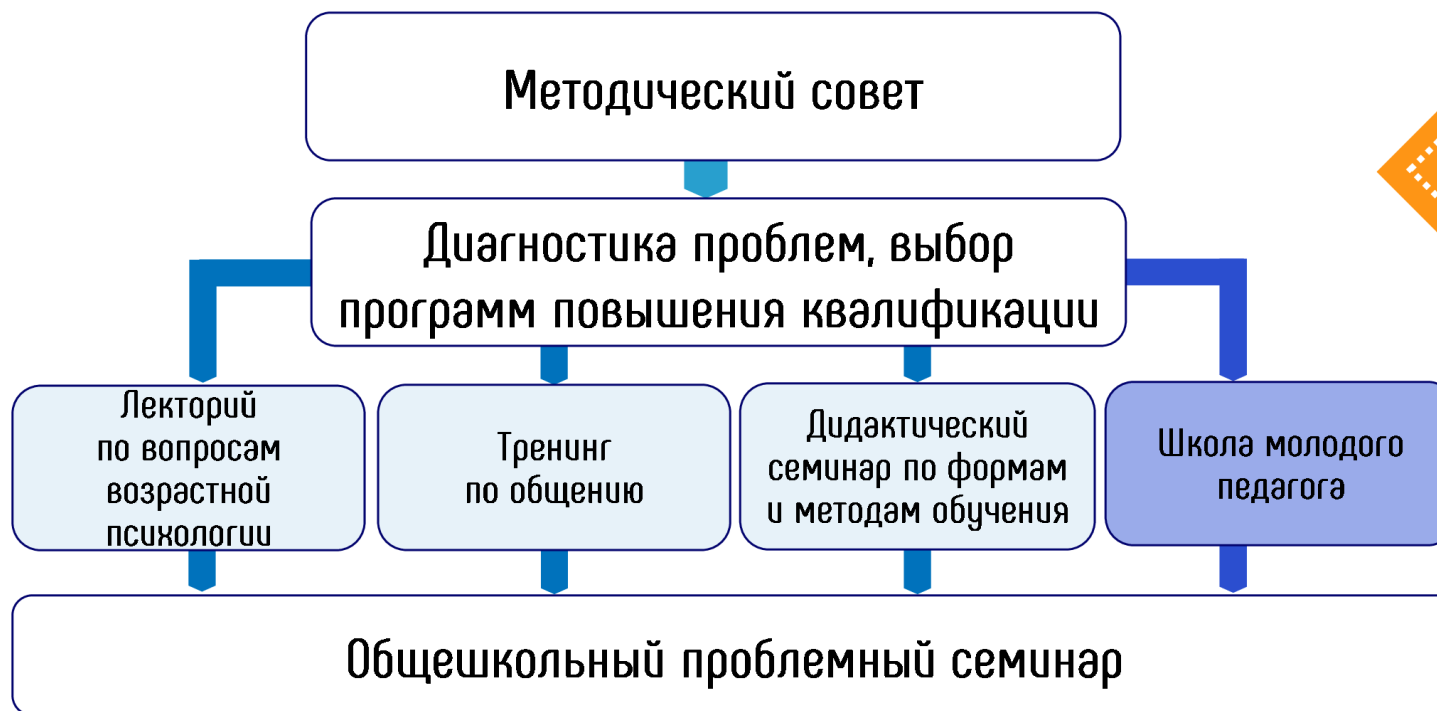 Методический совет
Диагностика проблем, выбор
программ повышения квалификации
Лекторий
по вопросам
возрастной
психологии
Тренинг
по общению
Дидактический
семинар по формам
и методам обучения
Школа молодого
педагога
Общешкольный проблемный семинар